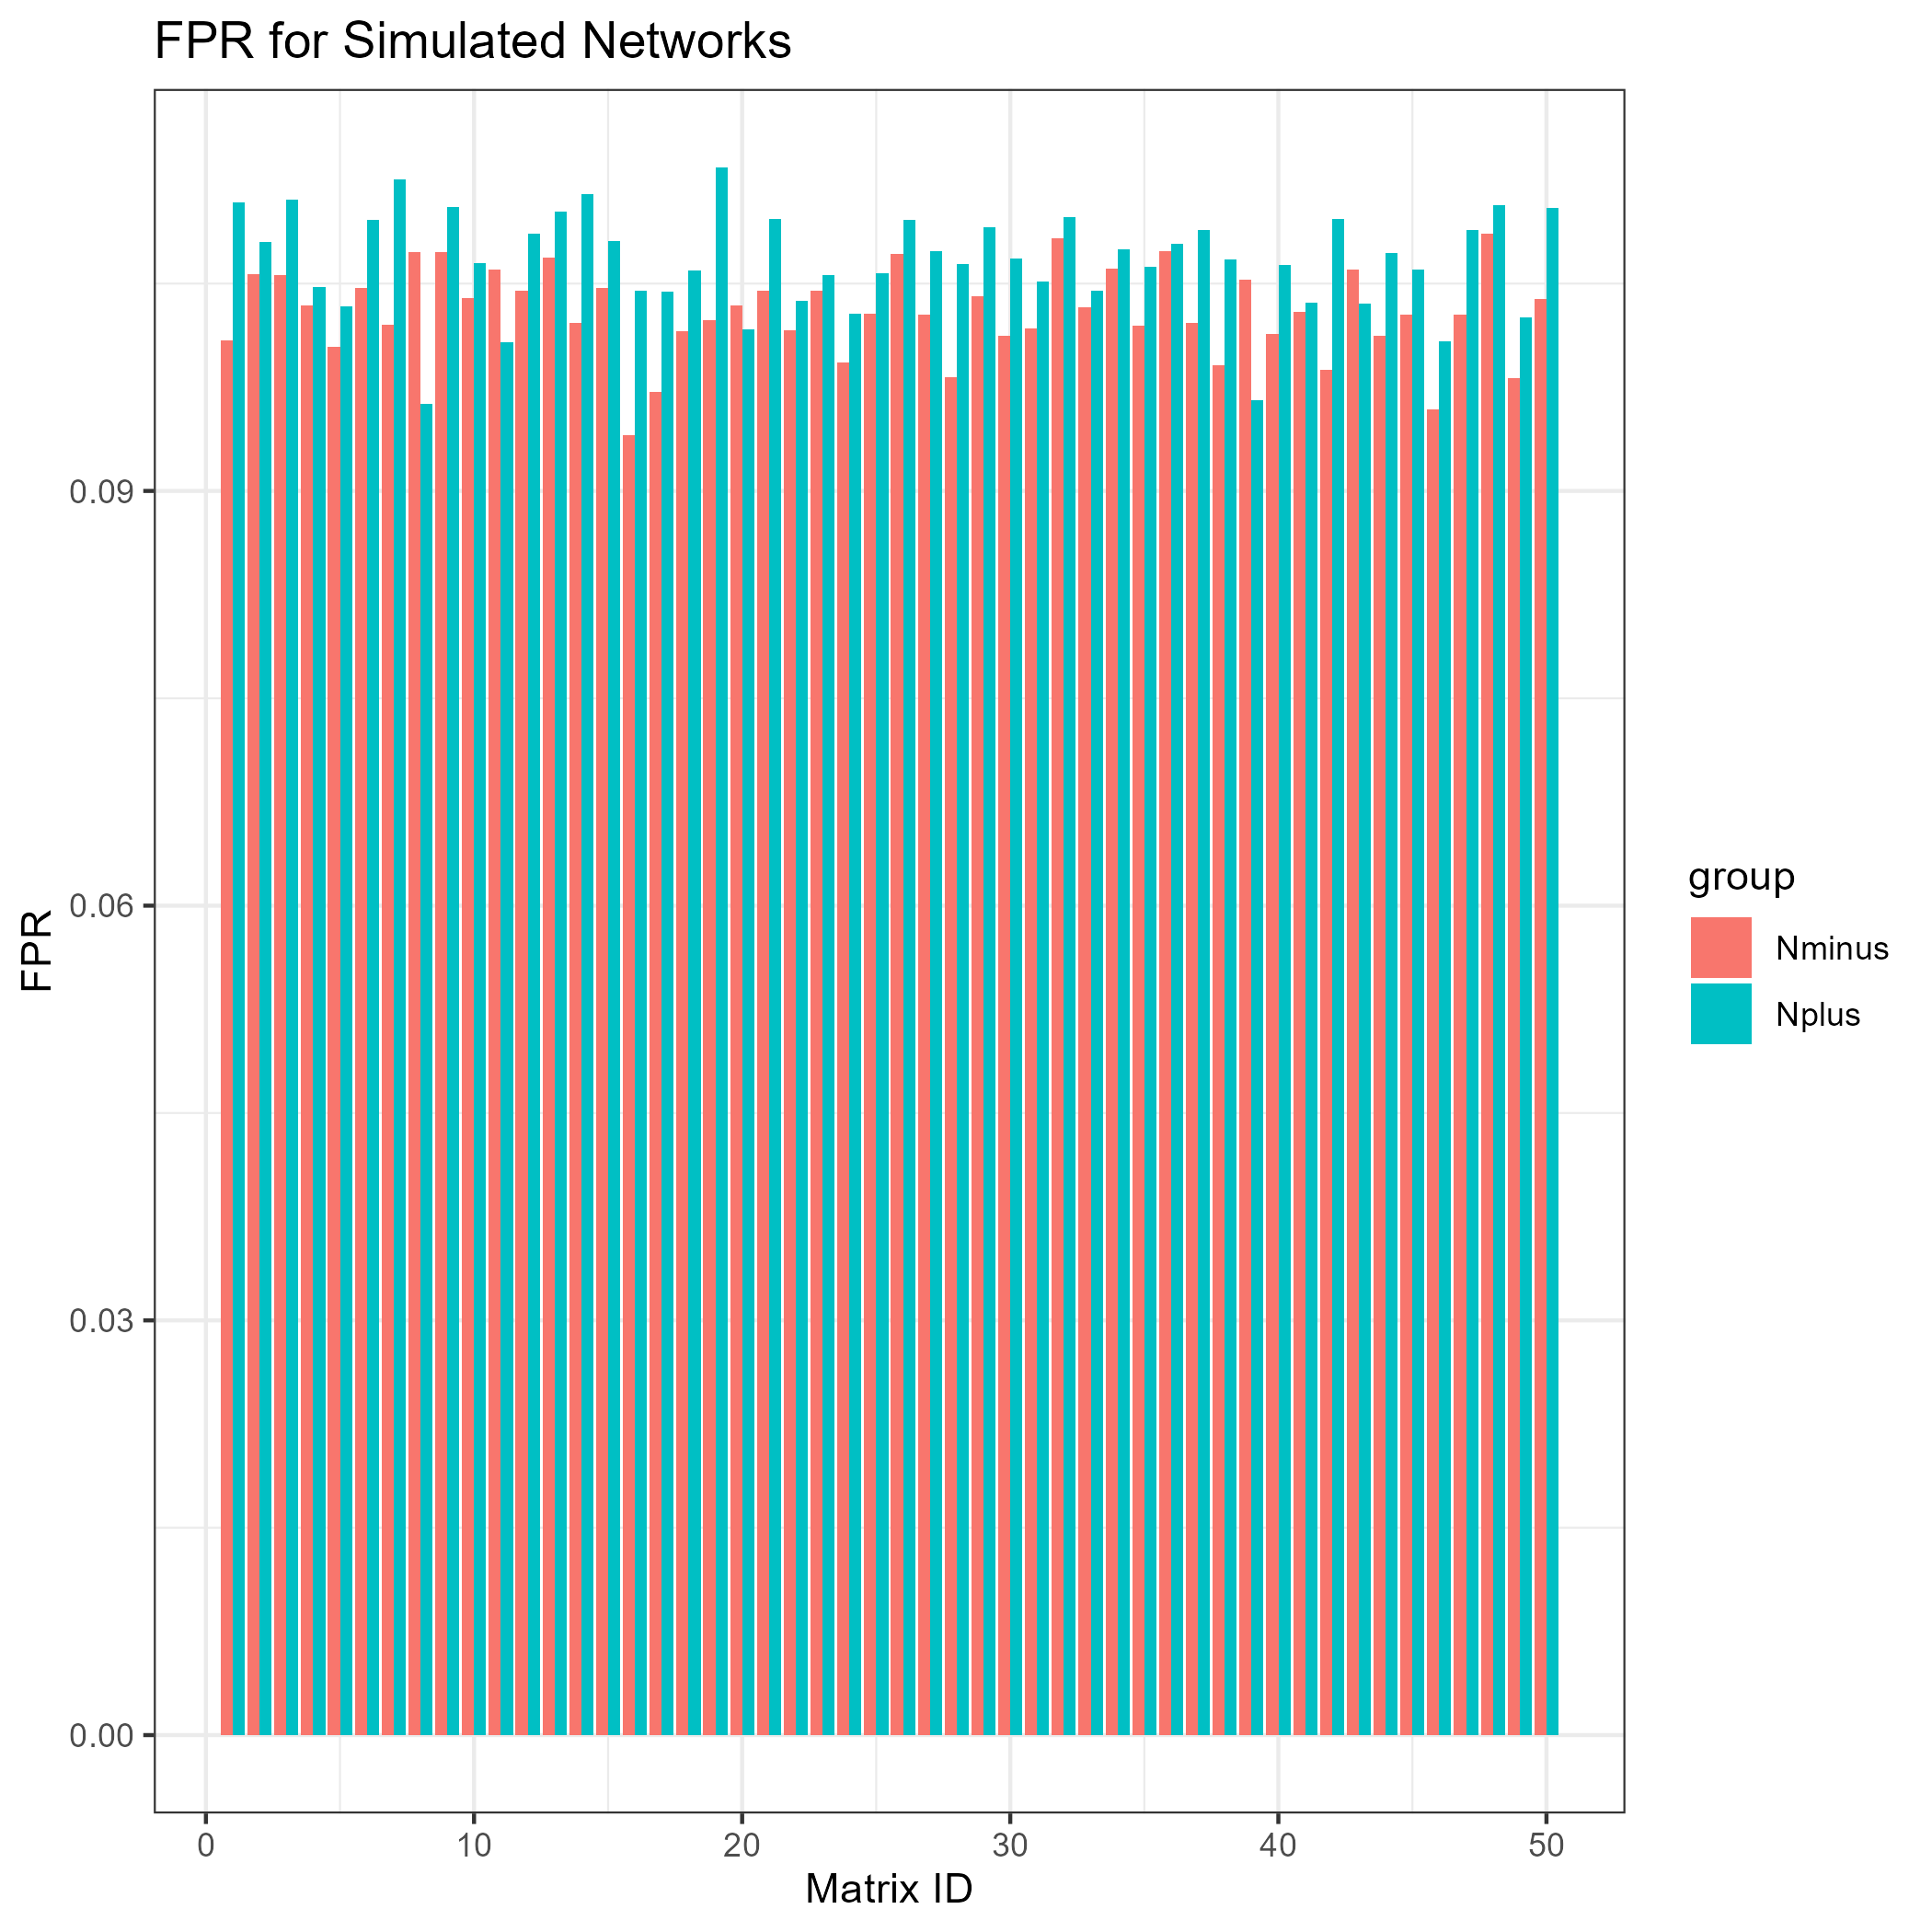 FPR for Simulated Networks
FPR
0.09
0.06
0.03
0.00
0 10 20 30 40 50
Matrix ID
group
Nminus
Nplus